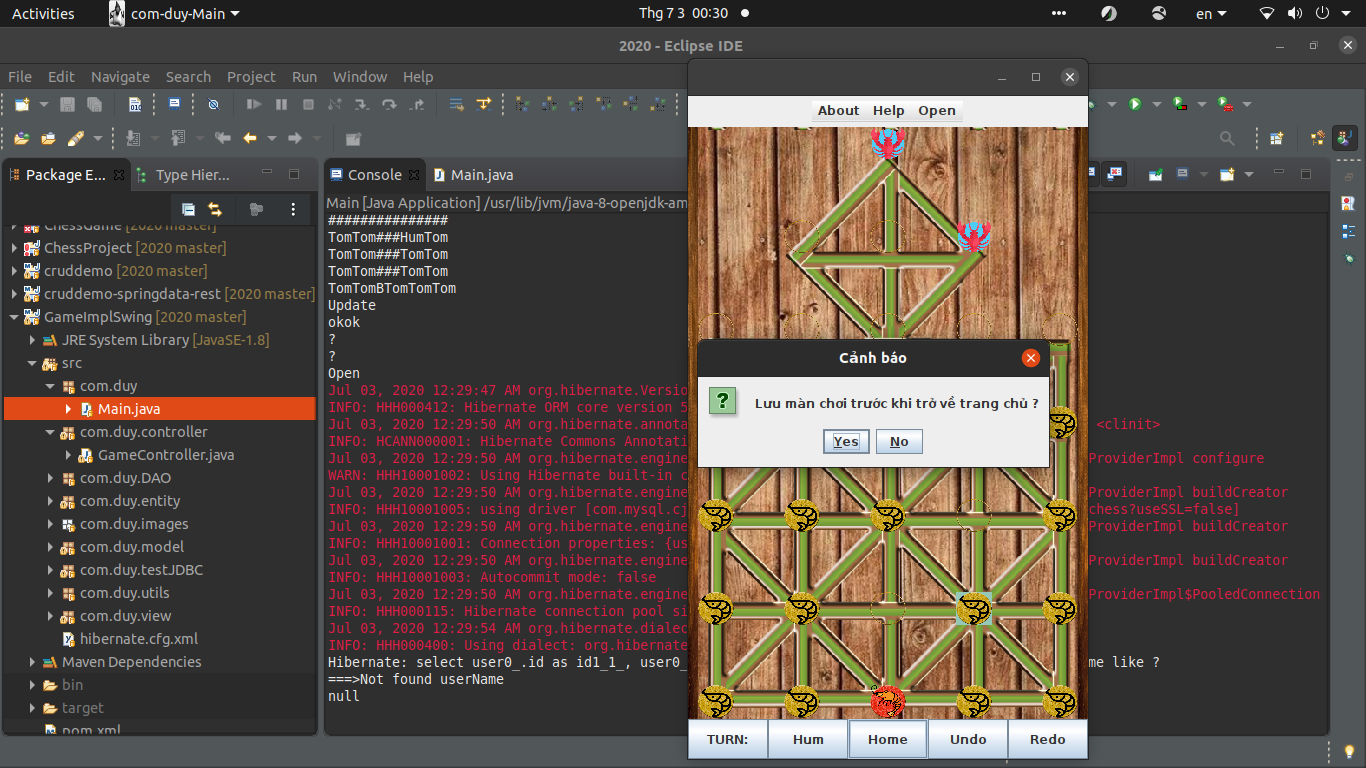 Activities com-duy-Main Thg 7 3 00:30 en
2020 - Eclipse IDE
File Edit Navigate Search Project Run Window Help
About Help Open
Package E... Type Hier...
Console Main.java
Main [Java Application] /usr/lib/jvm/java-8-openjdk-am
ChessGame [2020 master]
ChessProject [2020 master]
cruddemo [2020 master]
cruddemo-springdata-rest [2020 master]
GameImplSwing [2020 master]
JRE System Library [JavaSE-1.8]
src
com.duy
Main.java
com.duy.controller
GameController.java
com.duy.DAO
com.duy.entity
com.duy.images
com.duy.model
com.duy.testJDBC
com.duy.utils
com.duy.view
hibernate.cfg.xml
Maven Dependencies
bin
target
pom.xml
###############
TomTom###HumTom
TomTom###TomTom
TomTom###TomTom
TomTomBTomTomTom
Update
okok
?
?
Open
Jul 03, 2020 12:29:47 AM org.hibernate.Versio
INFO: HHH000412: Hibernate ORM core version 5
Jul 03, 2020 12:29:50 AM org.hibernate.annota <clinit>
INFO: HCANN000001: Hibernate Commons Annotati
Jul 03, 2020 12:29:50 AM org.hibernate.engine ProviderImpl configure
WARN: HHH10001002: Using Hibernate built-in c
Jul 03, 2020 12:29:50 AM org.hibernate.engine ProviderImpl buildCreator
INFO: HHH10001005: using driver [com.mysql.cj chess?useSSL=false]
Jul 03, 2020 12:29:50 AM org.hibernate.engine ProviderImpl buildCreator
INFO: HHH10001001: Connection properties: {us
Jul 03, 2020 12:29:50 AM org.hibernate.engine ProviderImpl buildCreator
INFO: HHH10001003: Autocommit mode: false
Jul 03, 2020 12:29:50 AM org.hibernate.engine ProviderImpl$PooledConnection
INFO: HHH000115: Hibernate connection pool si
Jul 03, 2020 12:29:54 AM org.hibernate.dialec
INFO: HHH000400: Using dialect: org.hibernate
Hibernate: select user0_.id as id1_1_, user0_ me like ?
===>Not found userName
null
Cảnh báo
Lưu màn chơi trước khi trở về trang chủ ?
Yes No
TURN: Hum Home Undo Redo